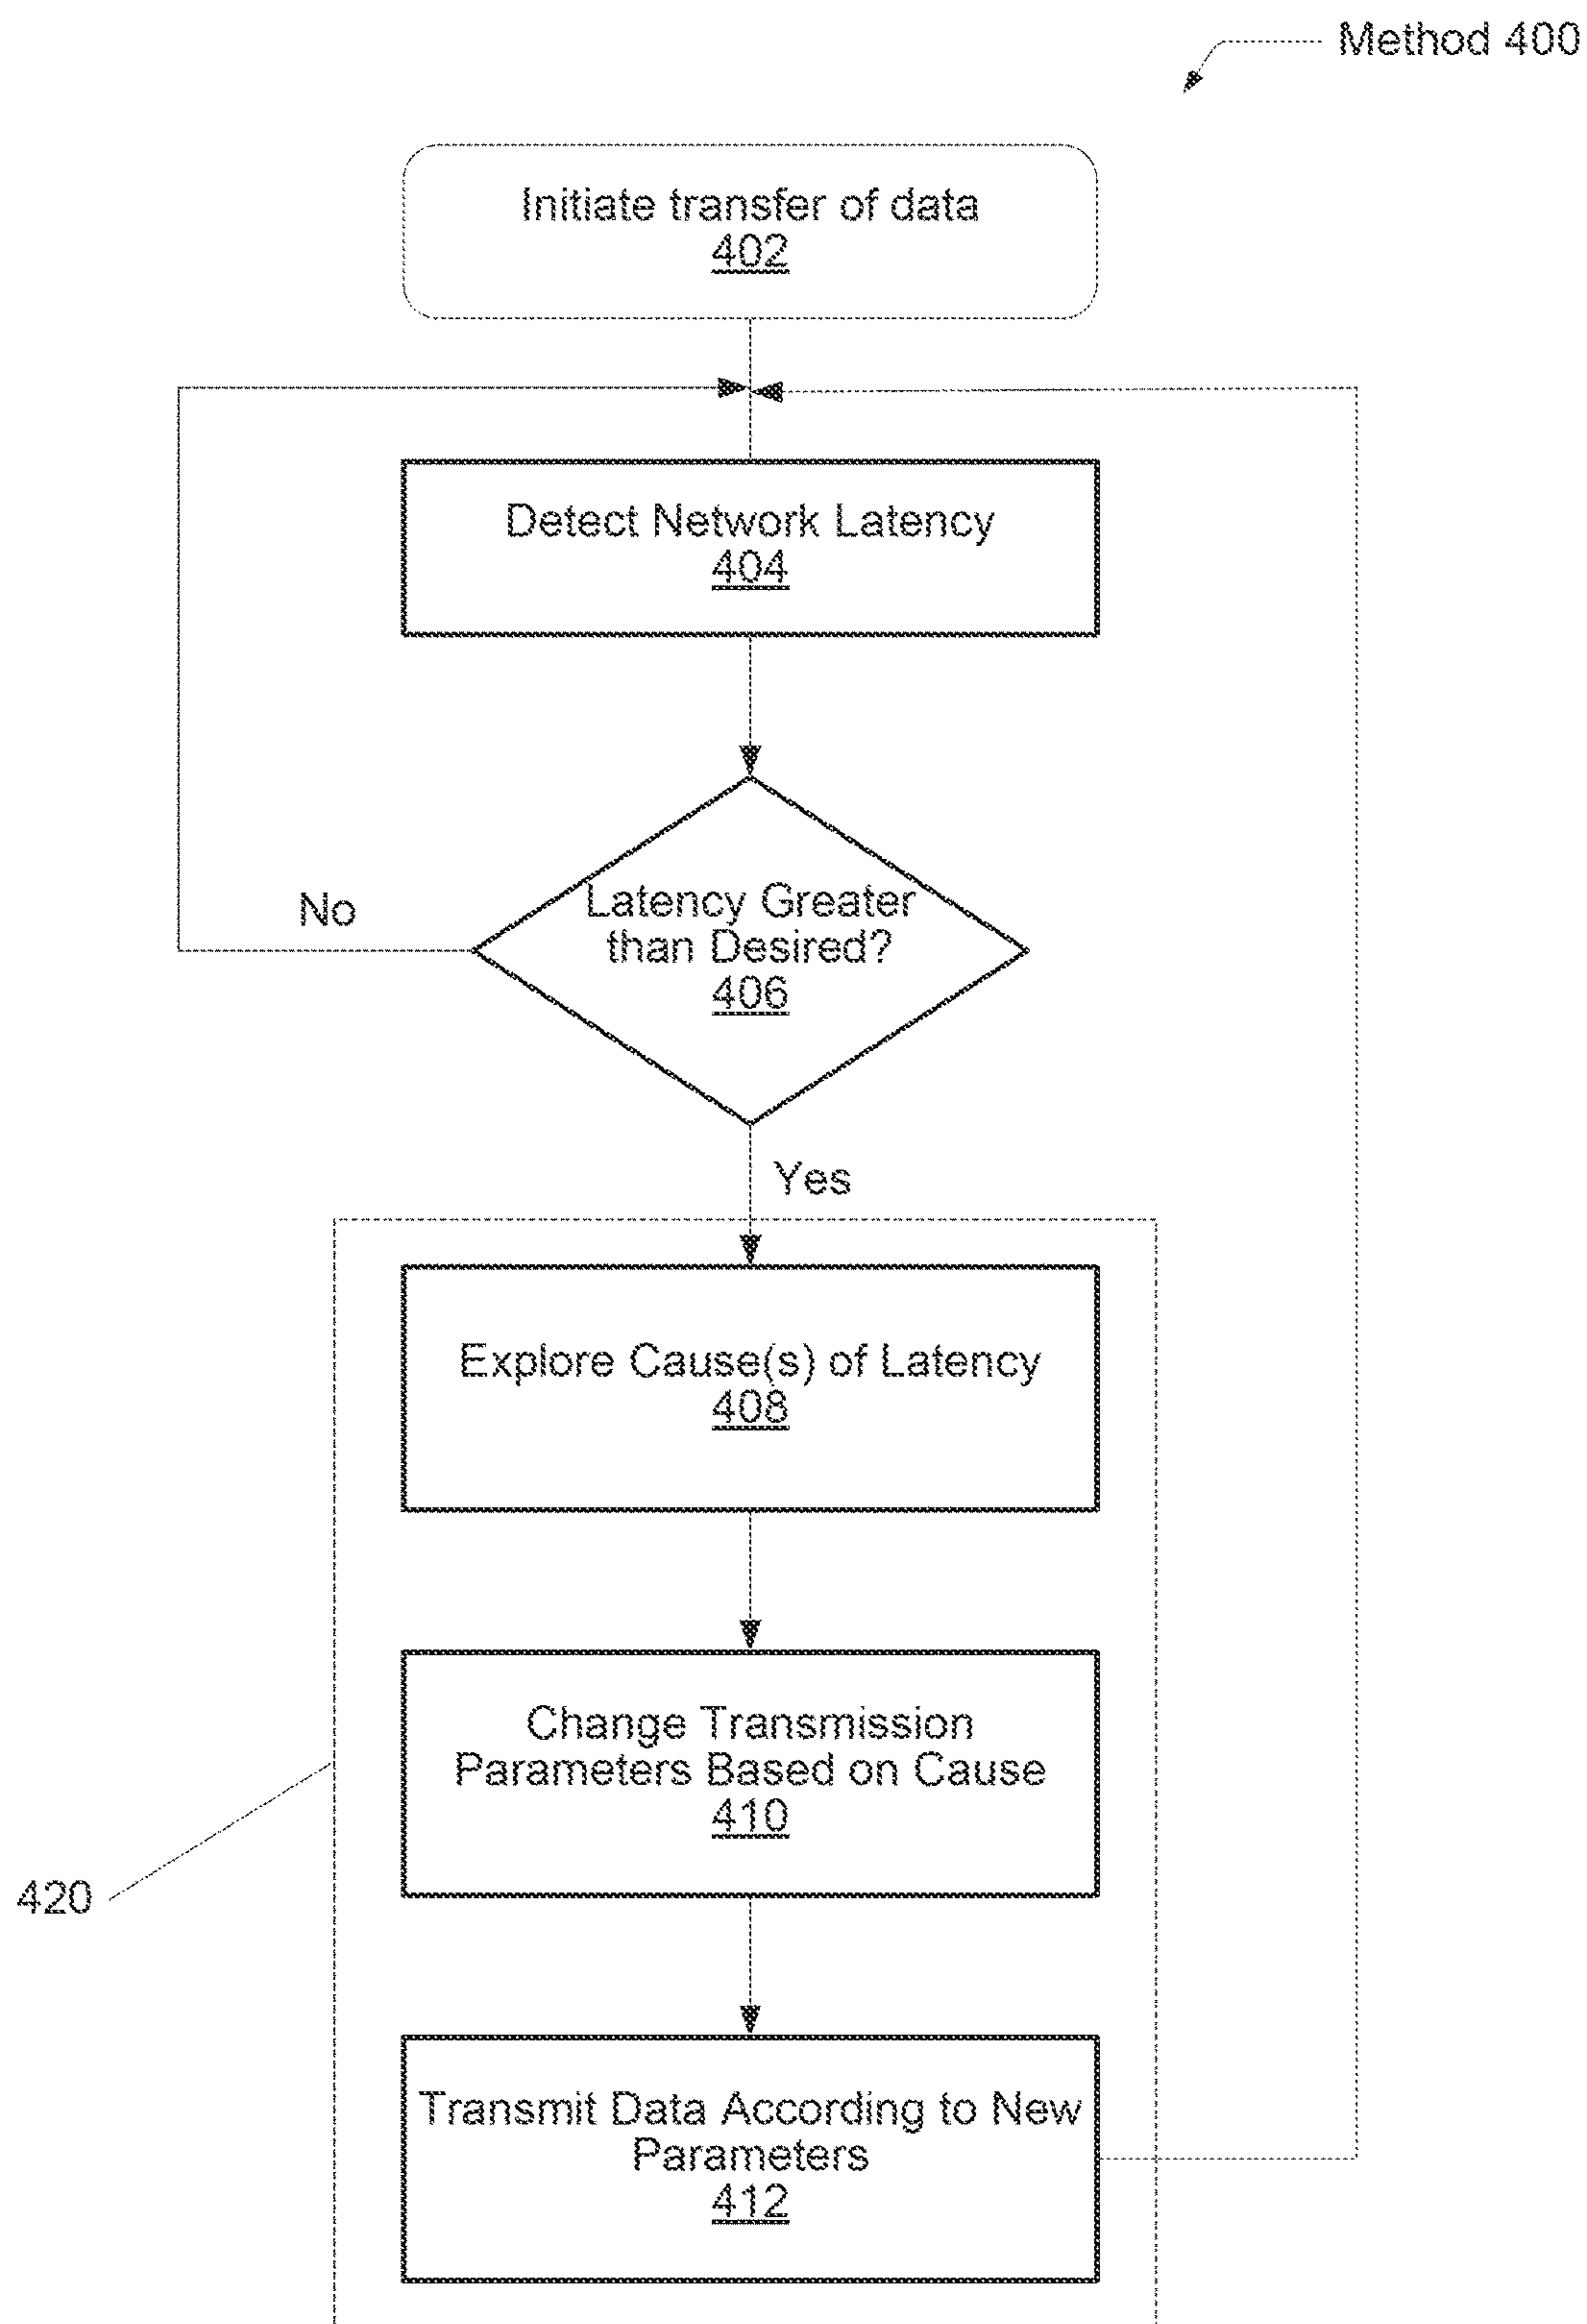 Method 400
Initiate transfer of data
402
Detect Network Latency
404
Latency Greater
than Desired?
406
No
Yes
Explore Cause(s) of Latency
408
Change Transmission
Parameters Based on Cause
410
420
Transmit Data According to New
Parameters
412